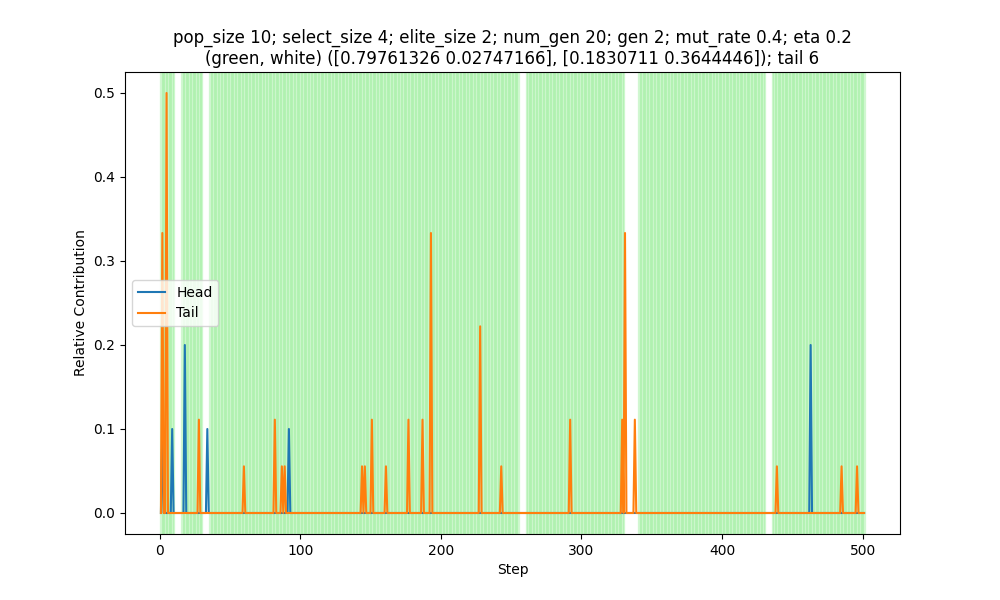 pop_size 10; select_size 4; elite_size 2; num_gen 20; gen 2; mut_rate 0.4; eta 0.2
(green, white) ([0.79761326 0.02747166], [0.1830711 0.3644446]); tail 6
0.5
0.4
0.3
0.2
0.1
0.0
Relative Contribution
Head
Tail
0
100
200
300
400
500
Step